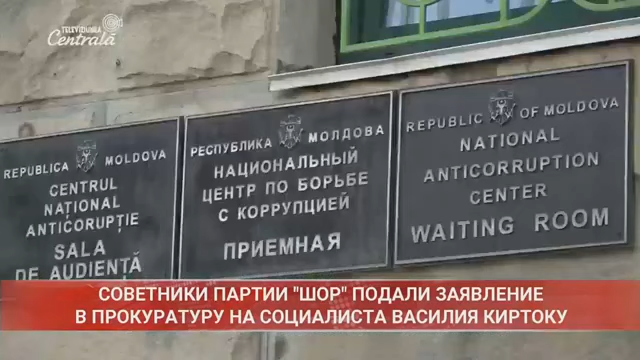 TELEVIZIUNEA
Centrală
REPUBLICA MOLDOVA
CENTRUL
NAȚIONAL
ANTICORUPȚIE
SALA
DE AUDIENȚĂ
РЕСПУБЛИКА МОЛДОВА
НАЦИОНАЛЬНЫЙ
ЦЕНТР ПО БОРЬБЕ
С КОРРУПЦИЕЙ
ПРИЕМНАЯ
REPUBLIC OF MOLDOVA
NATIONAL
ANTICORRUPTION
CENTER
WAITING ROOM
СОВЕТНИКИ ПАРТИИ "ШОР" ПОДАЛИ ЗАЯВЛЕНИЕ
В ПРОКУРАТУРУ НА СОЦИАЛИСТА ВАСИЛИЯ КИРТОКУ